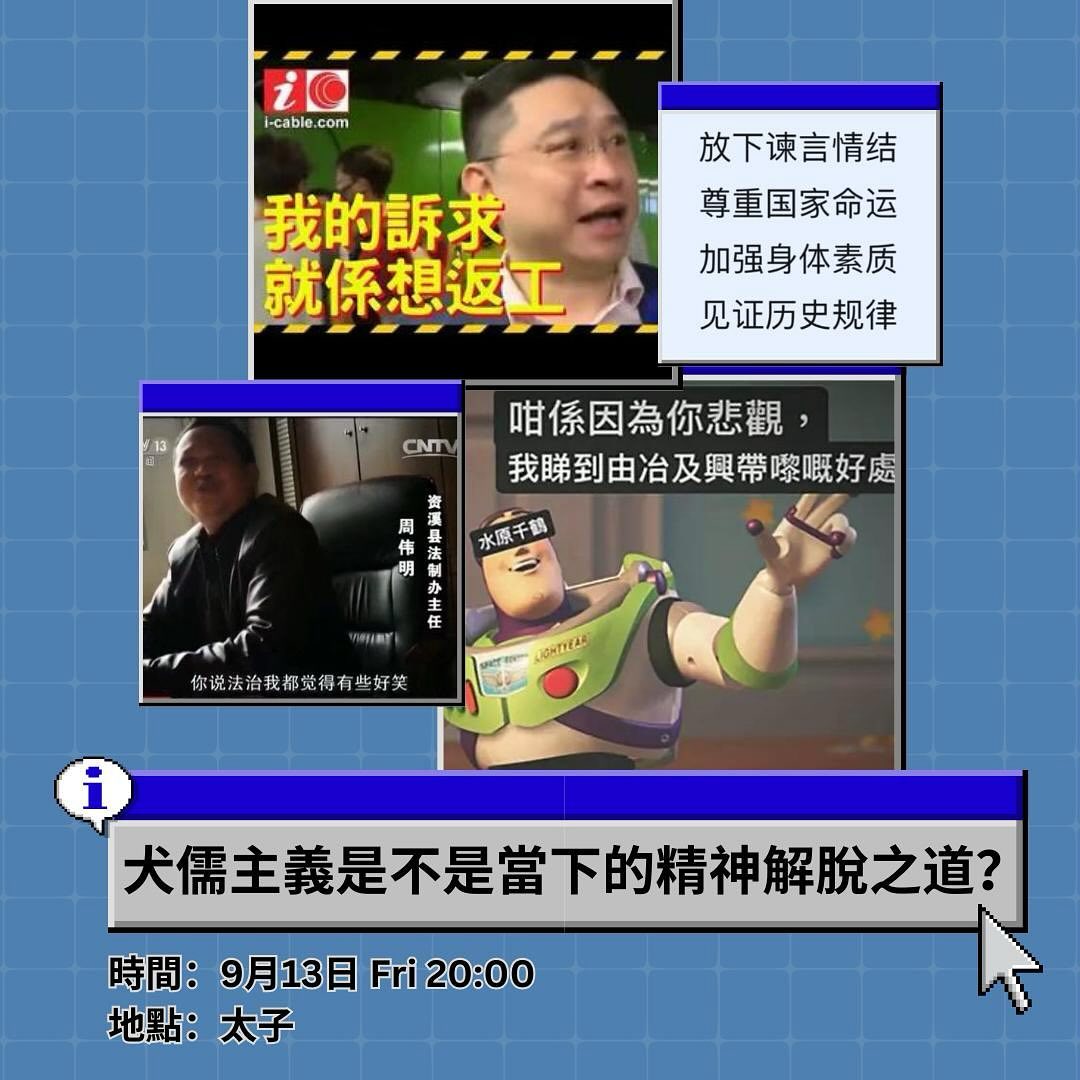 i-cable.com
我的訴求
就係想返工
放下谏言情结
尊重国家命运
加强身体素质
见证历史规律
13
CNTV
资溪县法制办主任
周伟明
你说法治我都觉得有些好笑
咁係因為你悲觀，
我睇到由冶及興帶嚟嘅好處
水原千鶴
LIGHTYEAR
i
犬儒主義是不是當下的精神解脫之道？
時間：9月13日 Fri 20:00
地點：太子